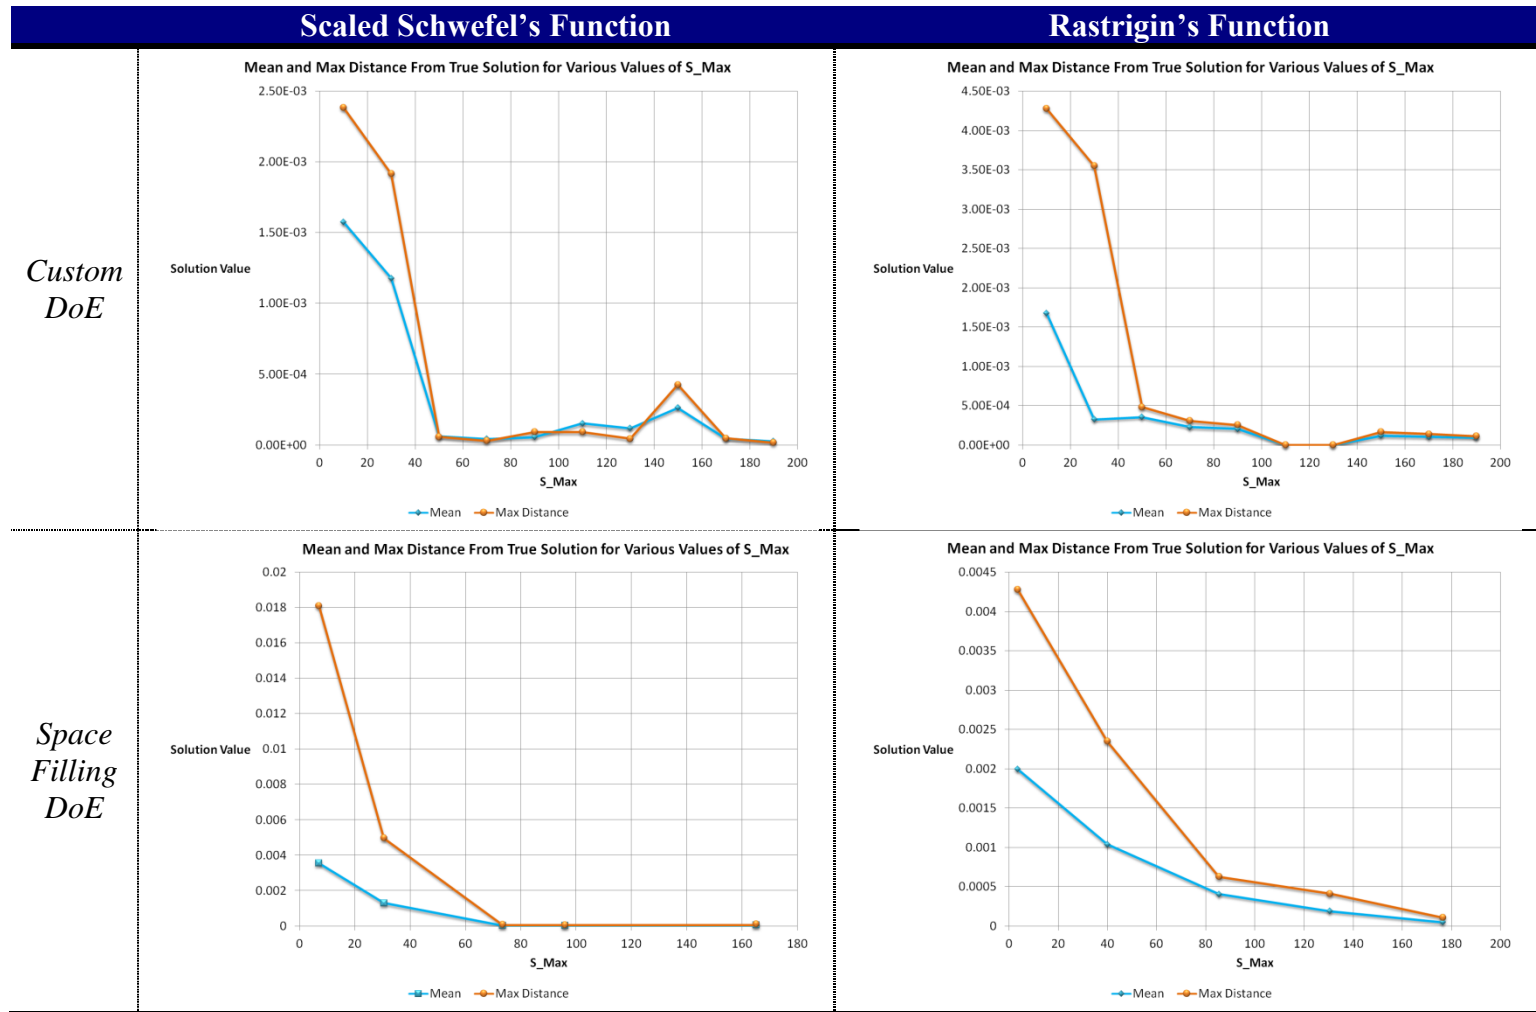 Scaled Schwefel's Function
Rastrigin's Function
Custom
DoE
Mean and Max Distance From True Solution for Various Values of S_Max
2.50E-03
2.00E-03
1.50E-03
Solution Value
1.00E-03
5.00E-04
0.00E+00
0 20 40 60 80 100 120 140 160 180 200
S_Max
Mean Max Distance
Mean and Max Distance From True Solution for Various Values of S_Max
4.50E-03
4.00E-03
3.50E-03
3.00E-03
2.50E-03
Solution Value
2.00E-03
1.50E-03
1.00E-03
5.00E-04
0.00E+00
0 20 40 60 80 100 120 140 160 180 200
S_Max
Mean Max Distance
Space
Filling
DoE
Mean and Max Distance From True Solution for Various Values of S_Max
0.02
0.018
0.016
0.014
0.012
Solution Value 0.01
0.008
0.006
0.004
0.002
0
0 20 40 60 80 100 120 140 160 180
S_Max
Mean Max Distance
Mean and Max Distance From True Solution for Various Values of S_Max
0.0045
0.004
0.0035
0.003
0.0025
Solution Value
0.002
0.0015
0.001
0.0005
0
0 20 40 60 80 100 120 140 160 180 200
S_Max
Mean Max Distance